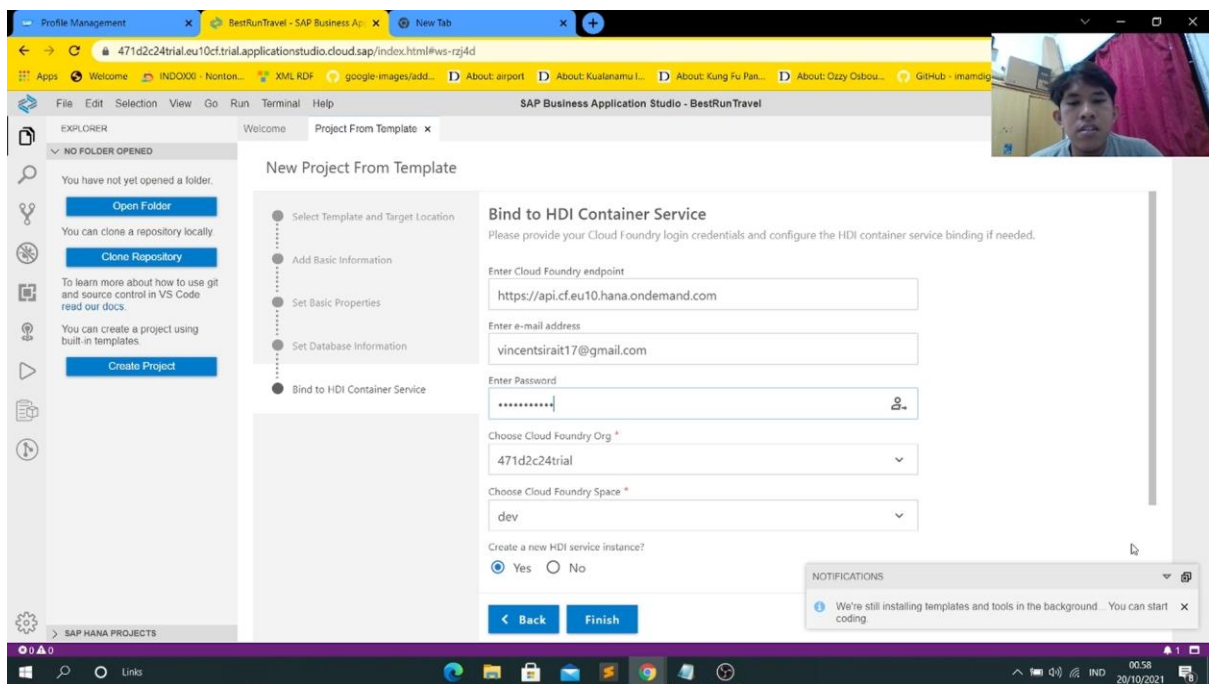 Profile Management
BestRunTravel - SAP Business Ap
New Tab
471d2c24trial.eu10cf.trial.applicationstudio.cloud.sap/index.html#ws-rzj4d
Apps Welcome INDOXXI - Nonton... XML RDF google-images/add... About: airport About: Kualanamu I... About: Kung Fu Pan... About: Ozzy Osbou... GitHub - imamdig
File Edit Selection View Go Run Terminal Help
SAP Business Application Studio - BestRunTravel
EXPLORER
Welcome
Project From Template
NO FOLDER OPENED
You have not yet opened a folder.
Open Folder
You can clone a repository locally.
Clone Repository
To learn more about how to use git
and source control in VS Code
read our docs.
You can create a project using
built-in templates.
Create Project
SAP HANA PROJECTS
New Project From Template
Select Template and Target Location
Add Basic Information
Set Basic Properties
Set Database Information
Bind to HDI Container Service
Bind to HDI Container Service
Please provide your Cloud Foundry login credentials and configure the HDI container service binding if needed.
Enter Cloud Foundry endpoint
https://api.cf.eu10.hana.ondemand.com
Enter e-mail address
vincentsirait17@gmail.com
Enter Password
•••••••••••
Choose Cloud Foundry Org *
471d2c24trial
Choose Cloud Foundry Space *
dev
Create a new HDI service instance?
Yes No
< Back
Finish
NOTIFICATIONS
We're still installing templates and tools in the background... You can start
coding.
0 0
1
Links
IND
00.58
20/10/2021